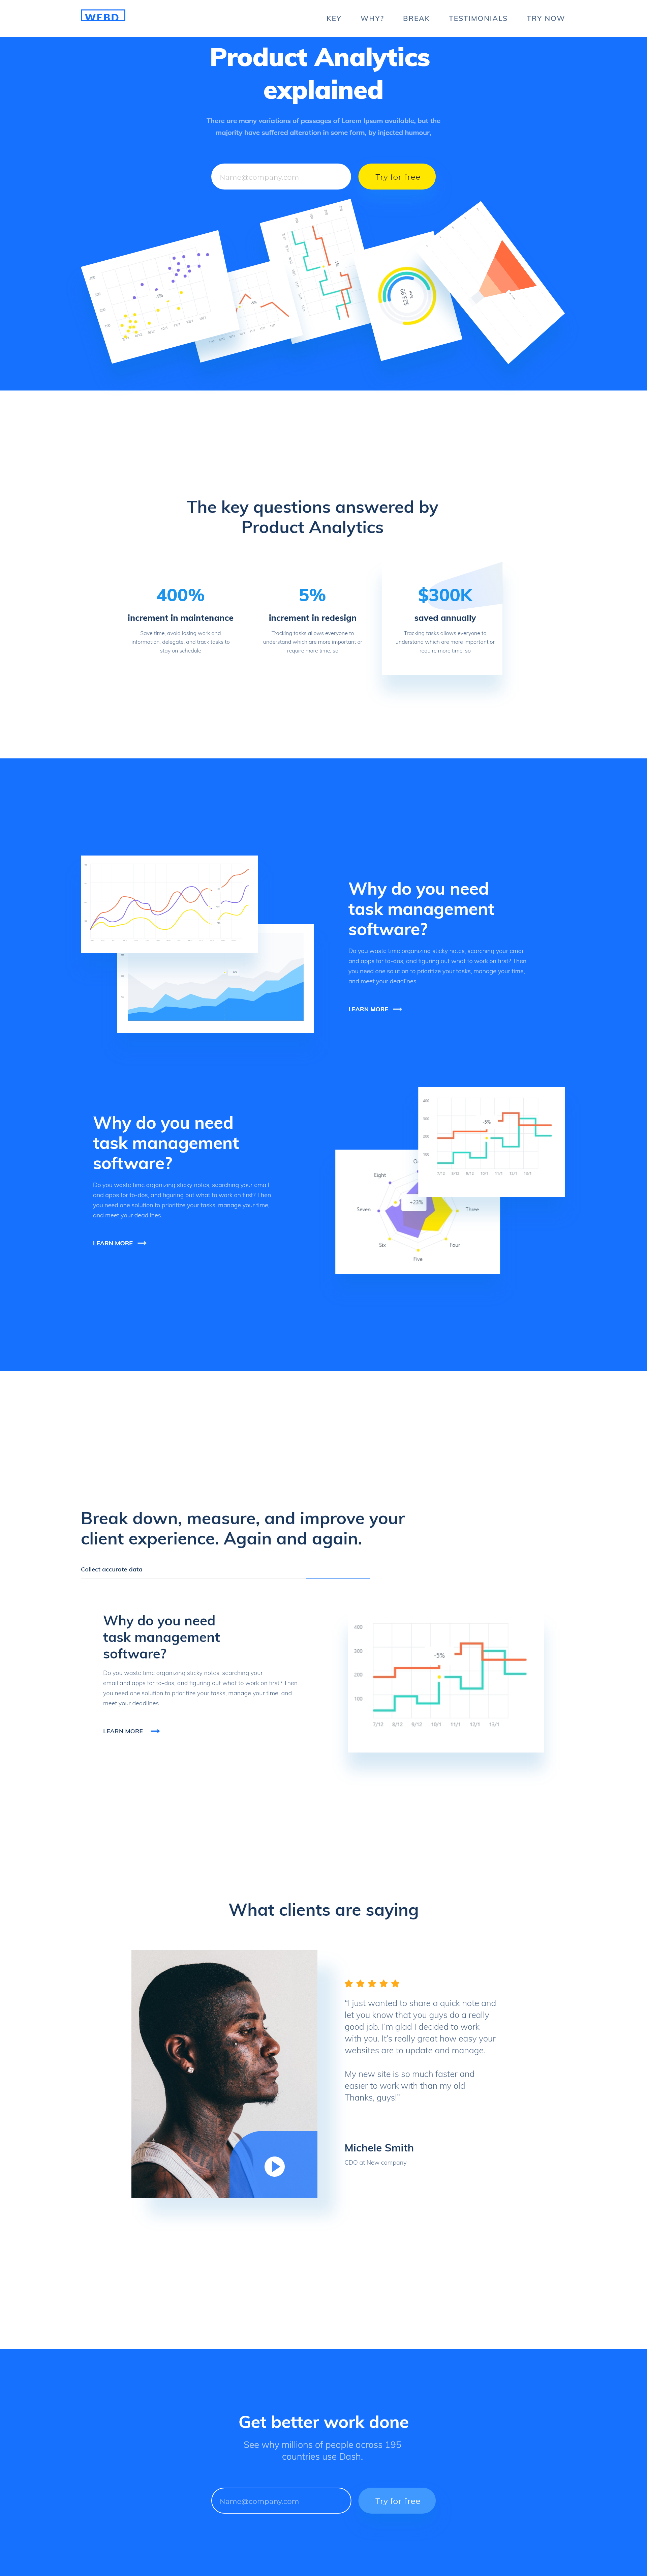 WEBD
KEY WHY? BREAK TESTIMONIALS TRY NOW
Product Analytics
explained
There are many variations of passages of Lorem Ipsum available, but the
majority have suffered alteration in some form, by injected humour,
Name@company.com Try for free
The key questions answered by
Product Analytics
400% 5% $300K
increment in maintenance increment in redesign saved annually
Save time, avoid losing work and Tracking tasks allows everyone to Tracking tasks allows everyone to
information, delegate, and track tasks to understand which are more important or understand which are more important or
stay on schedule require more time, so require more time, so
Why do you need
task management
software?
Do you waste time organizing sticky notes, searching your email
and apps for to-dos, and figuring out what to work on first? Then
you need one solution to prioritize your tasks, manage your time,
and meet your deadlines.
LEARN MORE
Why do you need
task management
software?
Do you waste time organizing sticky notes, searching your email
and apps for to-dos, and figuring out what to work on first? Then
you need one solution to prioritize your tasks, manage your time,
and meet your deadlines.
LEARN MORE
400
300
-5%
200
100
7/12 8/12 9/12 10/1 11/1 12/1 13/1
Eight
+23%
Seven Three
Six Four
Five
Break down, measure, and improve your
client experience. Again and again.
Collect accurate data
Why do you need
task management
software?
Do you waste time organizing sticky notes, searching your
email and apps for to-dos, and figuring out what to work on first? Then
you need one solution to prioritize your tasks, manage your time, and
meet your deadlines.
LEARN MORE
400
300
-5%
200
100
7/12 8/12 9/12 10/1 11/1 12/1 13/1
What clients are saying
"I just wanted to share a quick note and
let you know that you guys do a really
good job. I'm glad I decided to work
with you. It's really great how easy your
websites are to update and manage.
My new site is so much faster and
easier to work with than my old
Thanks, guys!"
Michele Smith
CDO at New company
Get better work done
See why millions of people across 195
countries use Dash.
Name@company.com Try for free